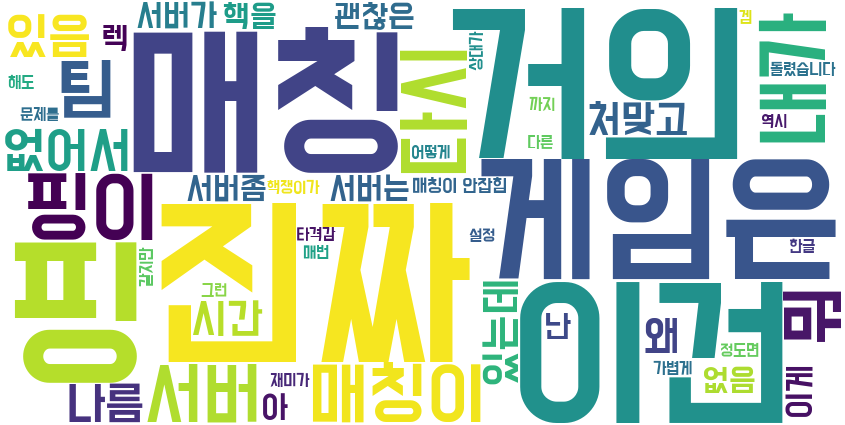 있음
렉
서버가
핵을
괜찮은
겜
해도
팀
문제를
없어서
매칭
전
어떻게
상대가
거의
까지
다른
처맞고
내가
돌렸습니다
역시
핑이
서버좀
핵쟁이가
서버는
매칭이 안잡힘
게임은
핑
같지만
진짜
타격감
매번
설정
한글
그런
시간
있는데
이건
난
왜
뭐
가볍게
정도면
없음
이게
나름
서버
아
재미가
매칭이